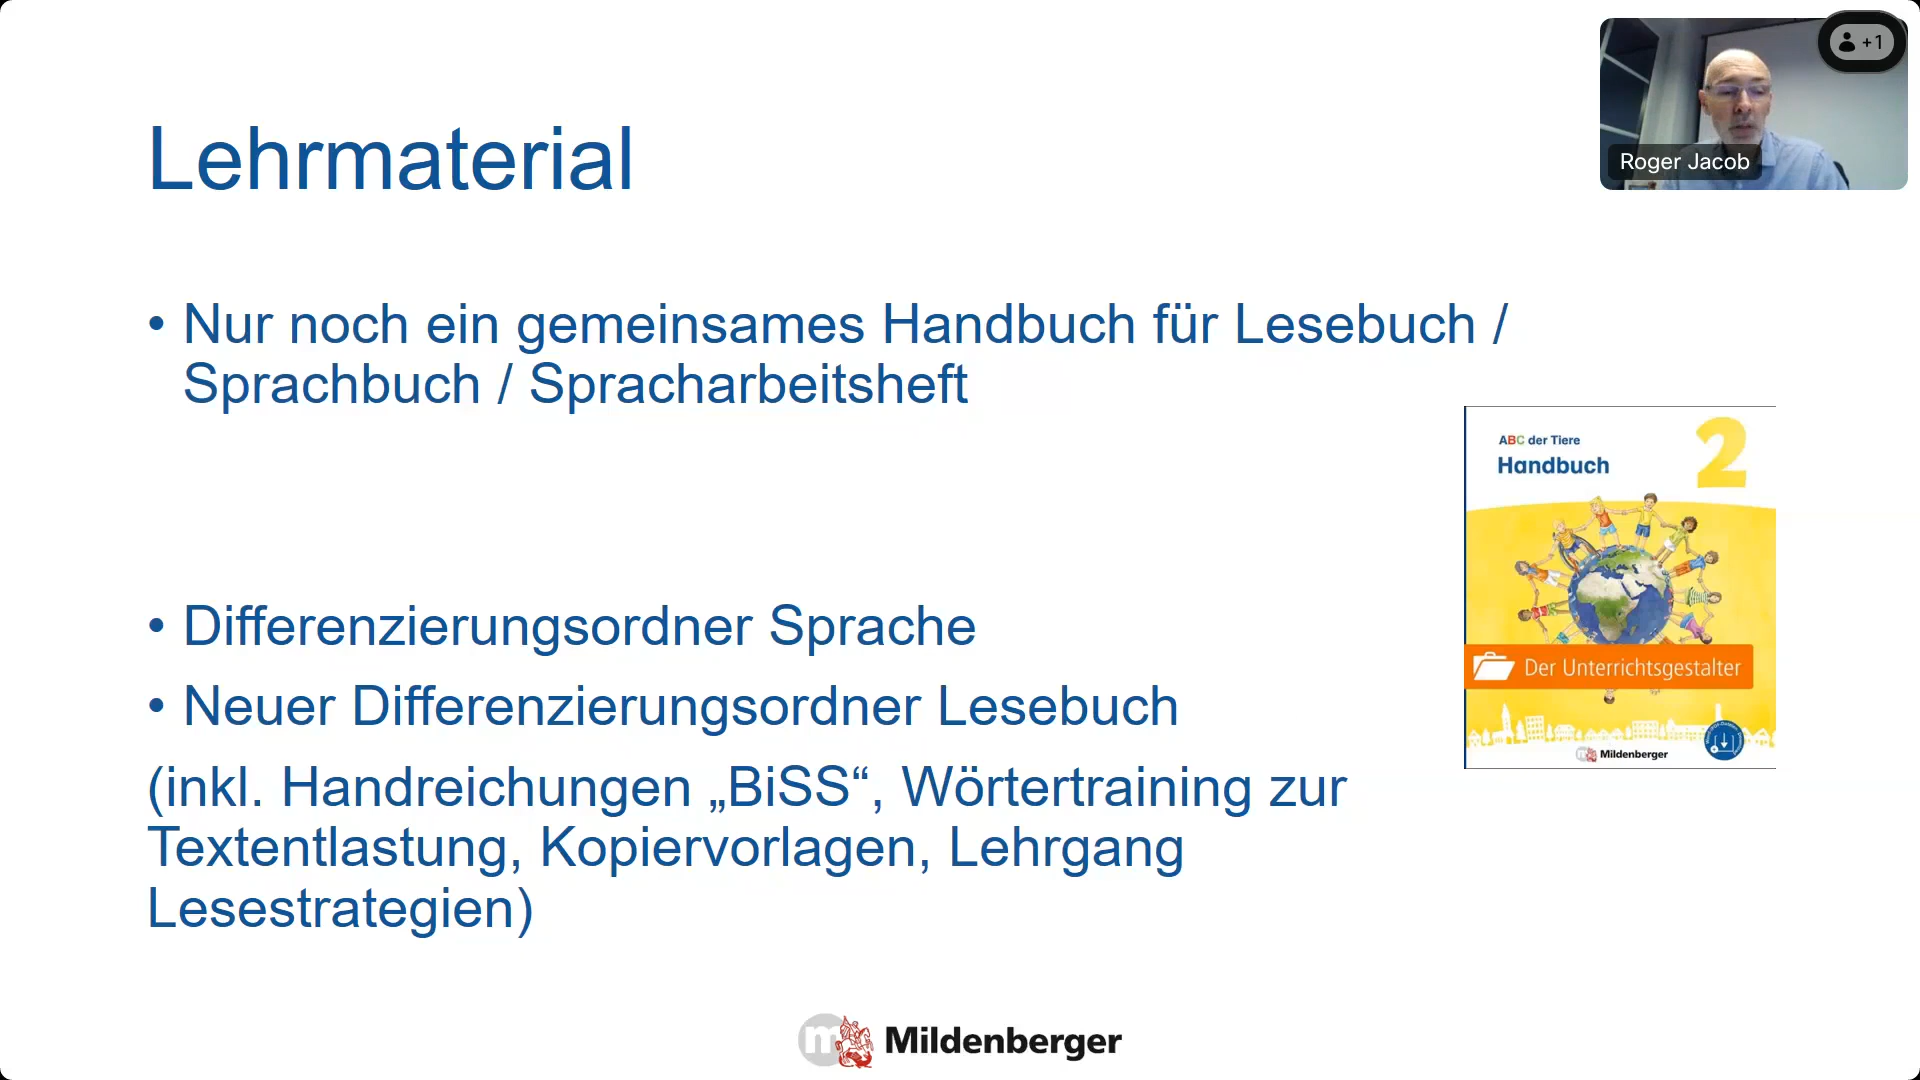 +1
Roger Jacob
Lehrmaterial
• Nur noch ein gemeinsames Handbuch für Lesebuch /
Sprachbuch / Spracharbeitsheft
ABC der Tiere
Handbuch
2
Der Unterrichtsgestalter
Mildenberger
• Differenzierungsordner Sprache
• Neuer Differenzierungsordner Lesebuch
(inkl. Handreichungen „BiSS“, Wörtertraining zur
Textentlastung, Kopiervorlagen, Lehrgang
Lesestrategien)
m Mildenberger